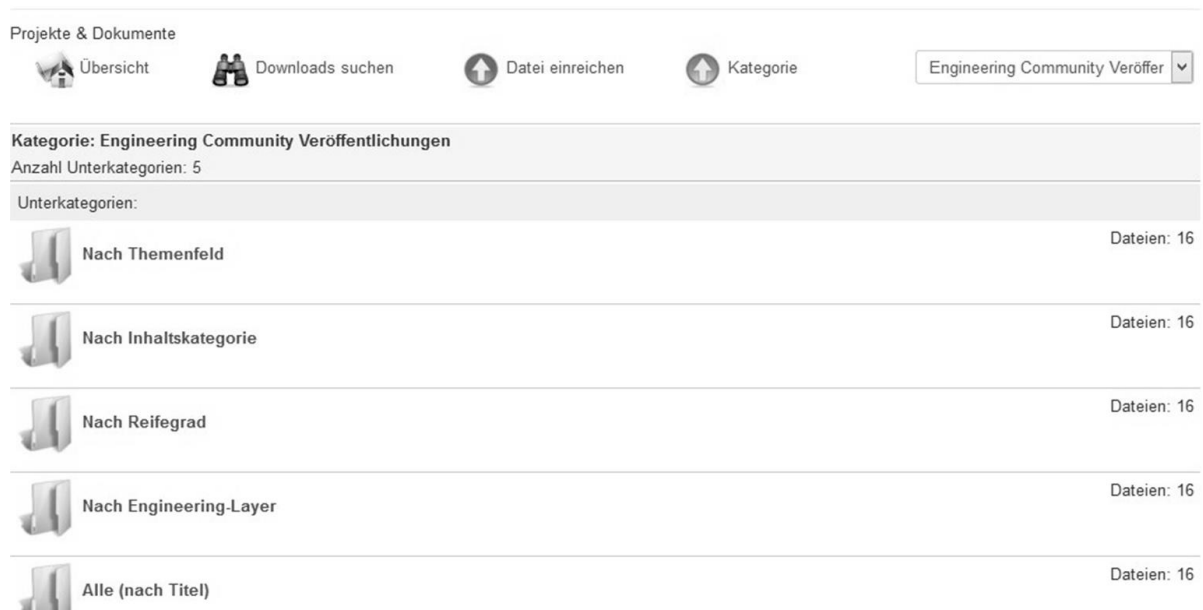 Projekte & Dokumente
Übersicht
Downloads suchen
Datei einreichen
Kategorie
Engineering Community Veröffer
Kategorie: Engineering Community Veröffentlichungen
Anzahl Unterkategorien: 5
Unterkategorien:
Nach Themenfeld
Dateien: 16
Nach Inhaltskategorie
Dateien: 16
Nach Reifegrad
Dateien: 16
Nach Engineering-Layer
Dateien: 16
Alle (nach Titel)
Dateien: 16